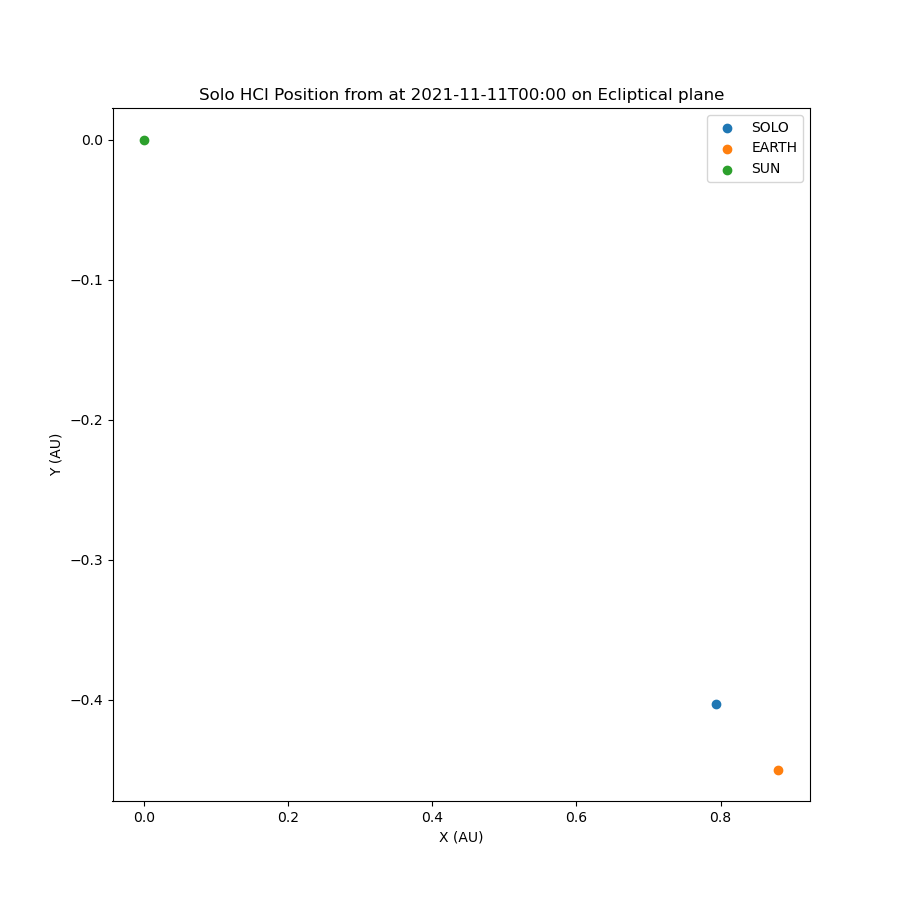 Solo HCI Position from at 2021-11-11T00:00 on Ecliptical plane
SOLO
EARTH
SUN
0.0
−0.1
−0.2
−0.3
−0.4
Y (AU)
0.0 0.2 0.4 0.6 0.8
X (AU)